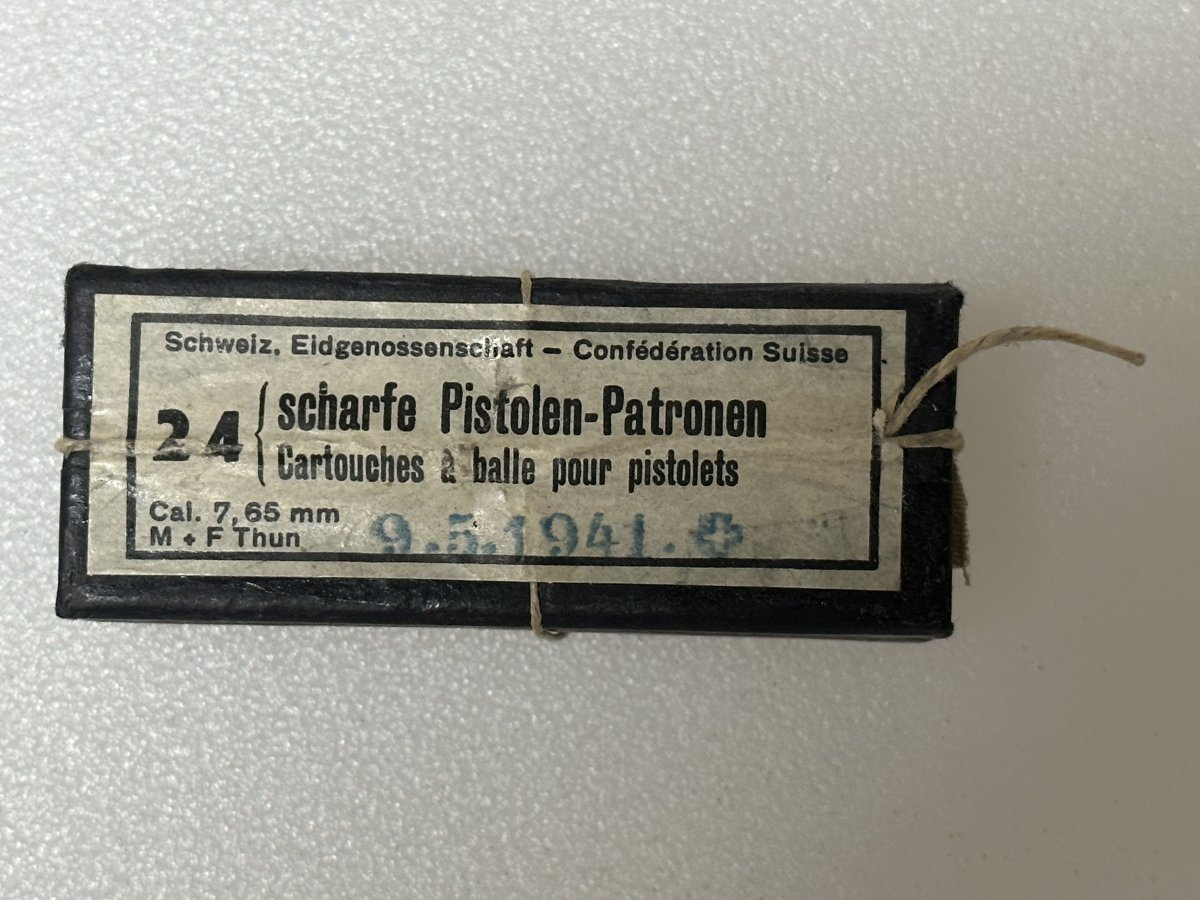 Schweiz. Eidgenossenschaft – Confédération Suisse
24 { scharfe Pistolen-Patronen
Cartouches à balle pour pistolets
Cal. 7,65 mm
M + F Thun
9.5.1941.